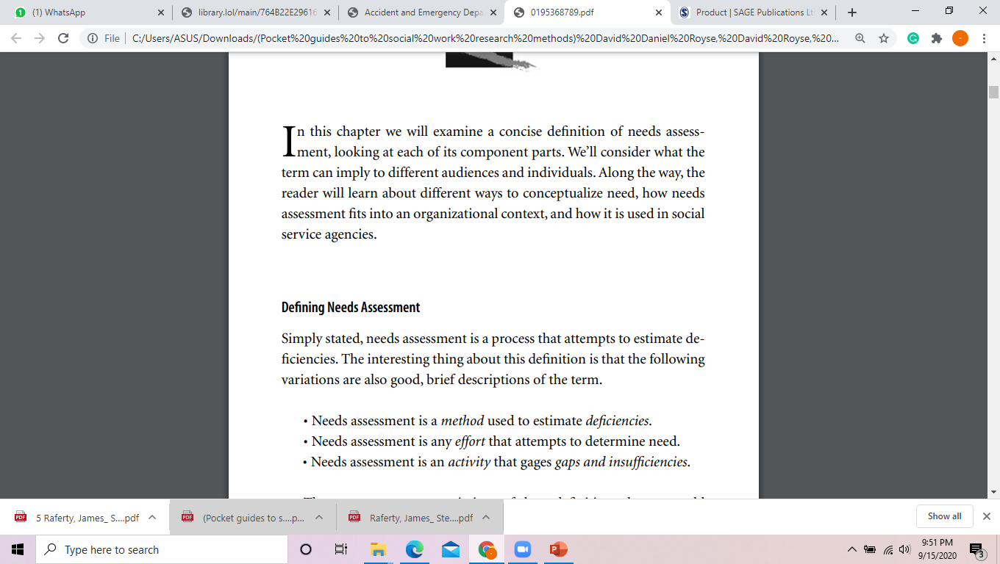 (1) WhatsApp
library.lol/main/764B22E29616
Accident and Emergency Depa
0195368789.pdf
Product | SAGE Publications Lt
File
C:/Users/ASUS/Downloads/(Pocket%20guides%20to%20social%20work%20research%20methods)%20David%20Daniel%20Royse,%20David%20Royse,%20...
In this chapter we will examine a concise definition of needs assess-
ment, looking at each of its component parts. We'll consider what the
term can imply to different audiences and individuals. Along the way, the
reader will learn about different ways to conceptualize need, how needs
assessment fits into an organizational context, and how it is used in social
service agencies.
Defining Needs Assessment
Simply stated, needs assessment is a process that attempts to estimate de-
ficiencies. The interesting thing about this definition is that the following
variations are also good, brief descriptions of the term.
• Needs assessment is a method used to estimate deficiencies.
• Needs assessment is any effort that attempts to determine need.
• Needs assessment is an activity that gages gaps and insufficiencies.
5 Raferty, James_ S....pdf
(Pocket guides to s....p...
Raferty, James_ Ste....pdf
Show all
Type here to search
9:51 PM
9/15/2020
3